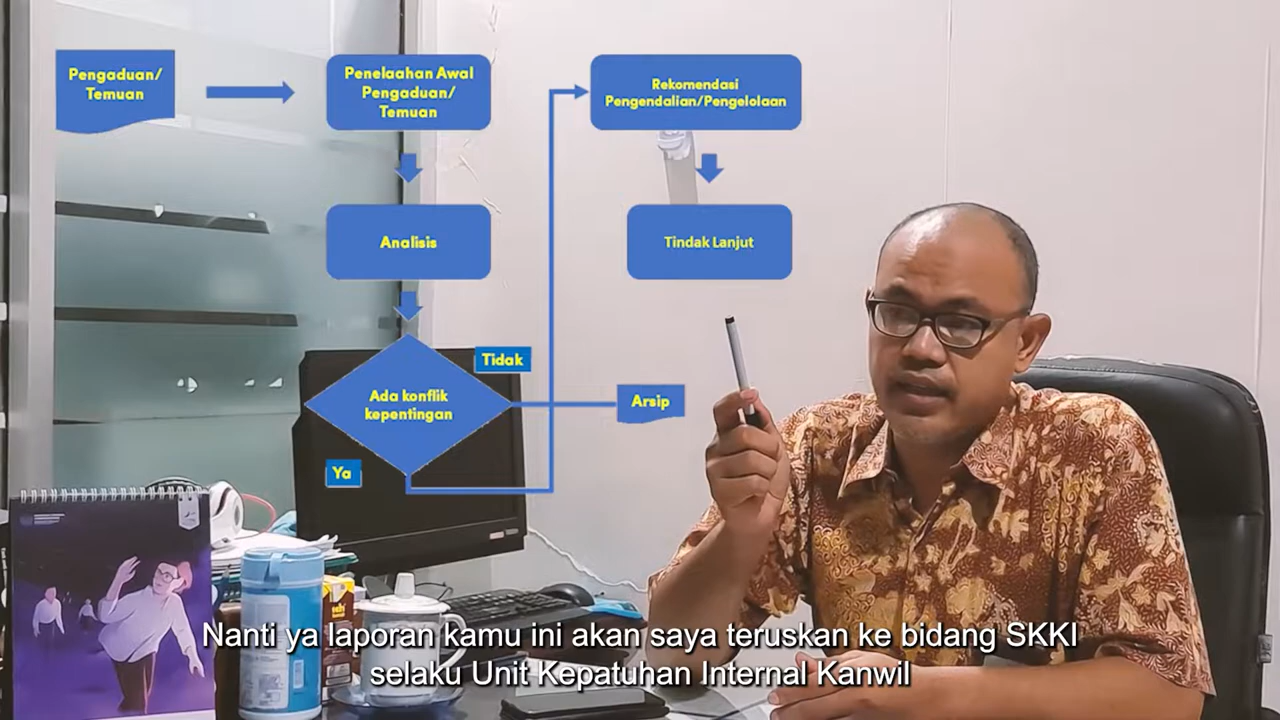 Pengaduan/
Temuan
Penelaahan Awal
Pengaduan/
Temuan
Rekomendasi
Pengendalian/Pengelolaan
Analisis
Tindak Lanjut
Tidak
Ada konflik
kepentingan
Arsip
Ya
Nanti ya laporan kamu ini akan saya teruskan ke bidang SKKI
selaku Unit Kepatuhan Internal Kanwil